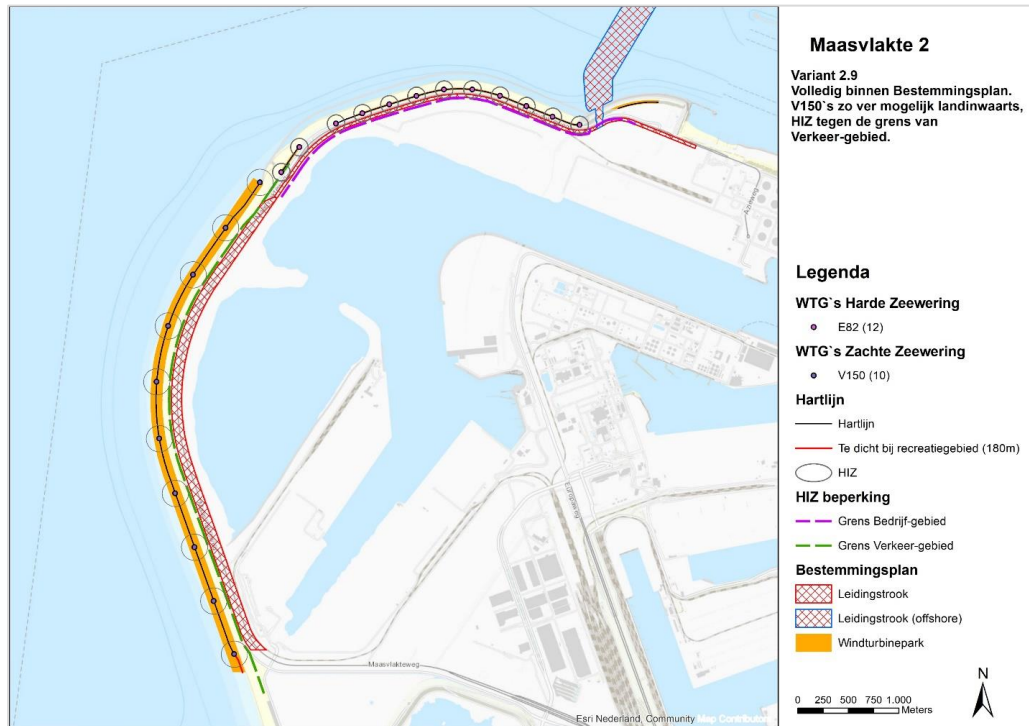 Maasvlakte 2
Variant 2.9
Volledig binnen Bestemmingsplan.
V150`s zo ver mogelijk landinwaarts,
HIZ tegen de grens van
Verkeer-gebied.
Legenda
WTG`s Harde Zeewering
E82 (12)
WTG`s Zachte Zeewering
V150 (10)
Hartlijn
Hartlijn
Te dicht bij recreatiegebied (180m)
HIZ
HIZ beperking
Grens Bedrijf-gebied
Grens Verkeer-gebied
Bestemmingsplan
Leidingstrook
Leidingstrook (offshore)
Windturbinepark
N
0 250 500 750 1.000
Meters
Europaweg
Maasvlakteweg
Esri Nederland, Community Map Contributors